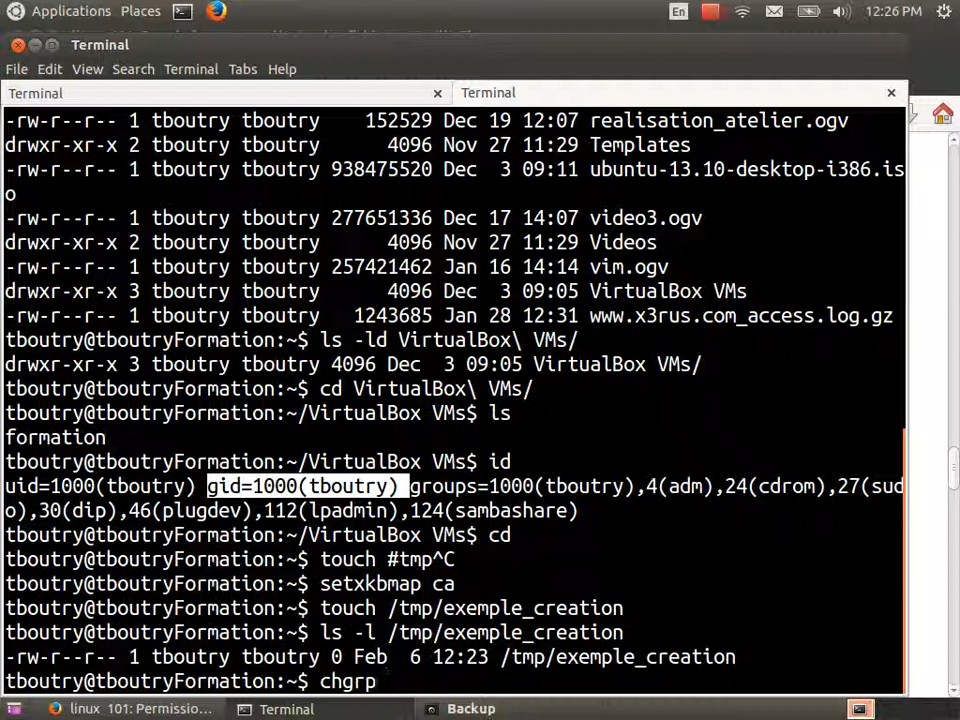 Applications Places En 12:26 PM
Terminal
File Edit View Search Terminal Tabs Help
Terminal × Terminal ×
-rw-r--r-- 1 tboutry tboutry    152529 Dec 19 12:07 realisation_atelier.ogv
drwxr-xr-x 2 tboutry tboutry      4096 Nov 27 11:29 Templates
-rw-r--r-- 1 tboutry tboutry 938475520 Dec  3 09:11 ubuntu-13.10-desktop-i386.is
o
-rw-r--r-- 1 tboutry tboutry 277651336 Dec 17 14:07 video3.ogv
drwxr-xr-x 2 tboutry tboutry      4096 Nov 27 11:29 Videos
-rw-r--r-- 1 tboutry tboutry 257421462 Jan 16 14:14 vim.ogv
drwxr-xr-x 3 tboutry tboutry      4096 Dec  3 09:05 VirtualBox VMs
-rw-r--r-- 1 tboutry tboutry   1243685 Jan 28 12:31 www.x3rus.com_access.log.gz
tboutry@tboutryFormation:~$ ls -ld VirtualBox\ VMs/
drwxr-xr-x 3 tboutry tboutry 4096 Dec  3 09:05 VirtualBox VMs/
tboutry@tboutryFormation:~$ cd VirtualBox\ VMs/
tboutry@tboutryFormation:~/VirtualBox VMs$ ls
formation
tboutry@tboutryFormation:~/VirtualBox VMs$ id
uid=1000(tboutry) gid=1000(tboutry) groups=1000(tboutry),4(adm),24(cdrom),27(sud
o),30(dip),46(plugdev),112(lpadmin),124(sambashare)
tboutry@tboutryFormation:~/VirtualBox VMs$ cd
tboutry@tboutryFormation:~$ touch #tmp^C
tboutry@tboutryFormation:~$ setxkbmap ca
tboutry@tboutryFormation:~$ touch /tmp/exemple_creation
tboutry@tboutryFormation:~$ ls -l /tmp/exemple_creation
-rw-r--r-- 1 tboutry tboutry 0 Feb  6 12:23 /tmp/exemple_creation
tboutry@tboutryFormation:~$ chgrp
linux_101: Permissio... Terminal Backup